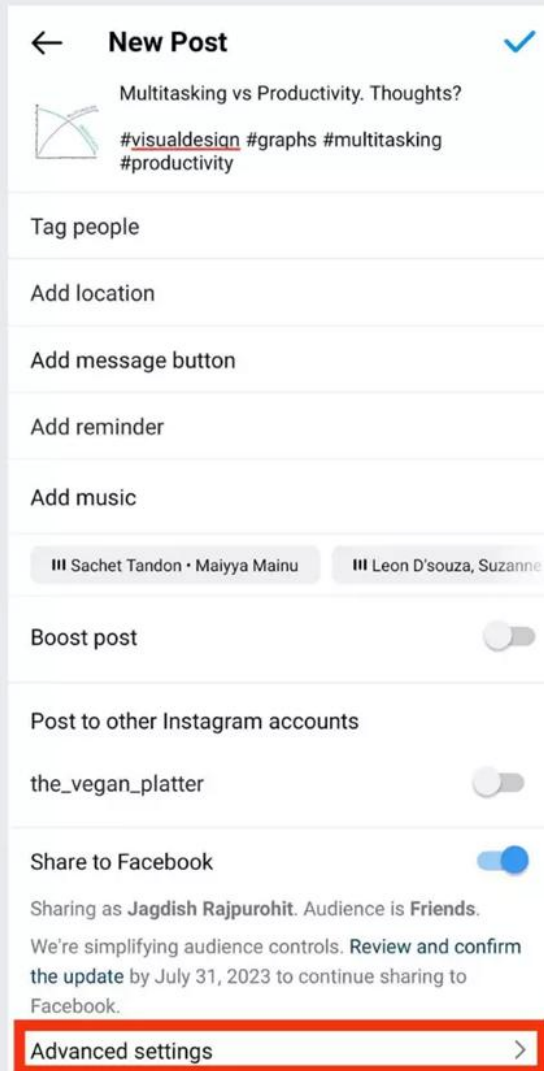 New Post
Multitasking vs Productivity. Thoughts?
#visualdesign #graphs #multitasking
#productivity
Tag people
Add location
Add message button
Add reminder
Add music
Sachet Tandon • Maiyya Mainu
Leon D'souza, Suzanne
Boost post
Post to other Instagram accounts
the_vegan_platter
Share to Facebook
Sharing as Jagdish Rajpurohit. Audience is Friends.
We're simplifying audience controls. Review and confirm
the update by July 31, 2023 to continue sharing to
Facebook.
Advanced settings